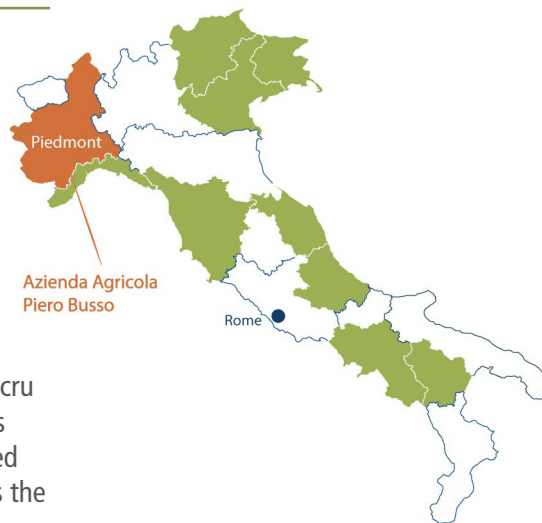 Piedmont
Azienda Agricola
Piero Busso
Rome
cru
s
ed
s the